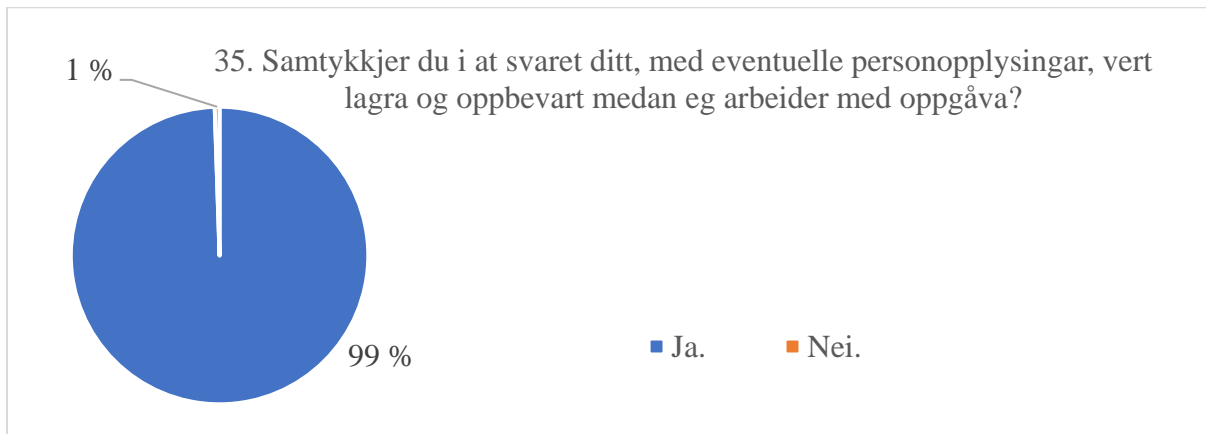 35. Samtykkjer du i at svaret ditt, med eventuelle personopplysingar, vert
lagra og oppbevart medan eg arbeider med oppgåva?
1 %
99 %
Ja.
Nei.